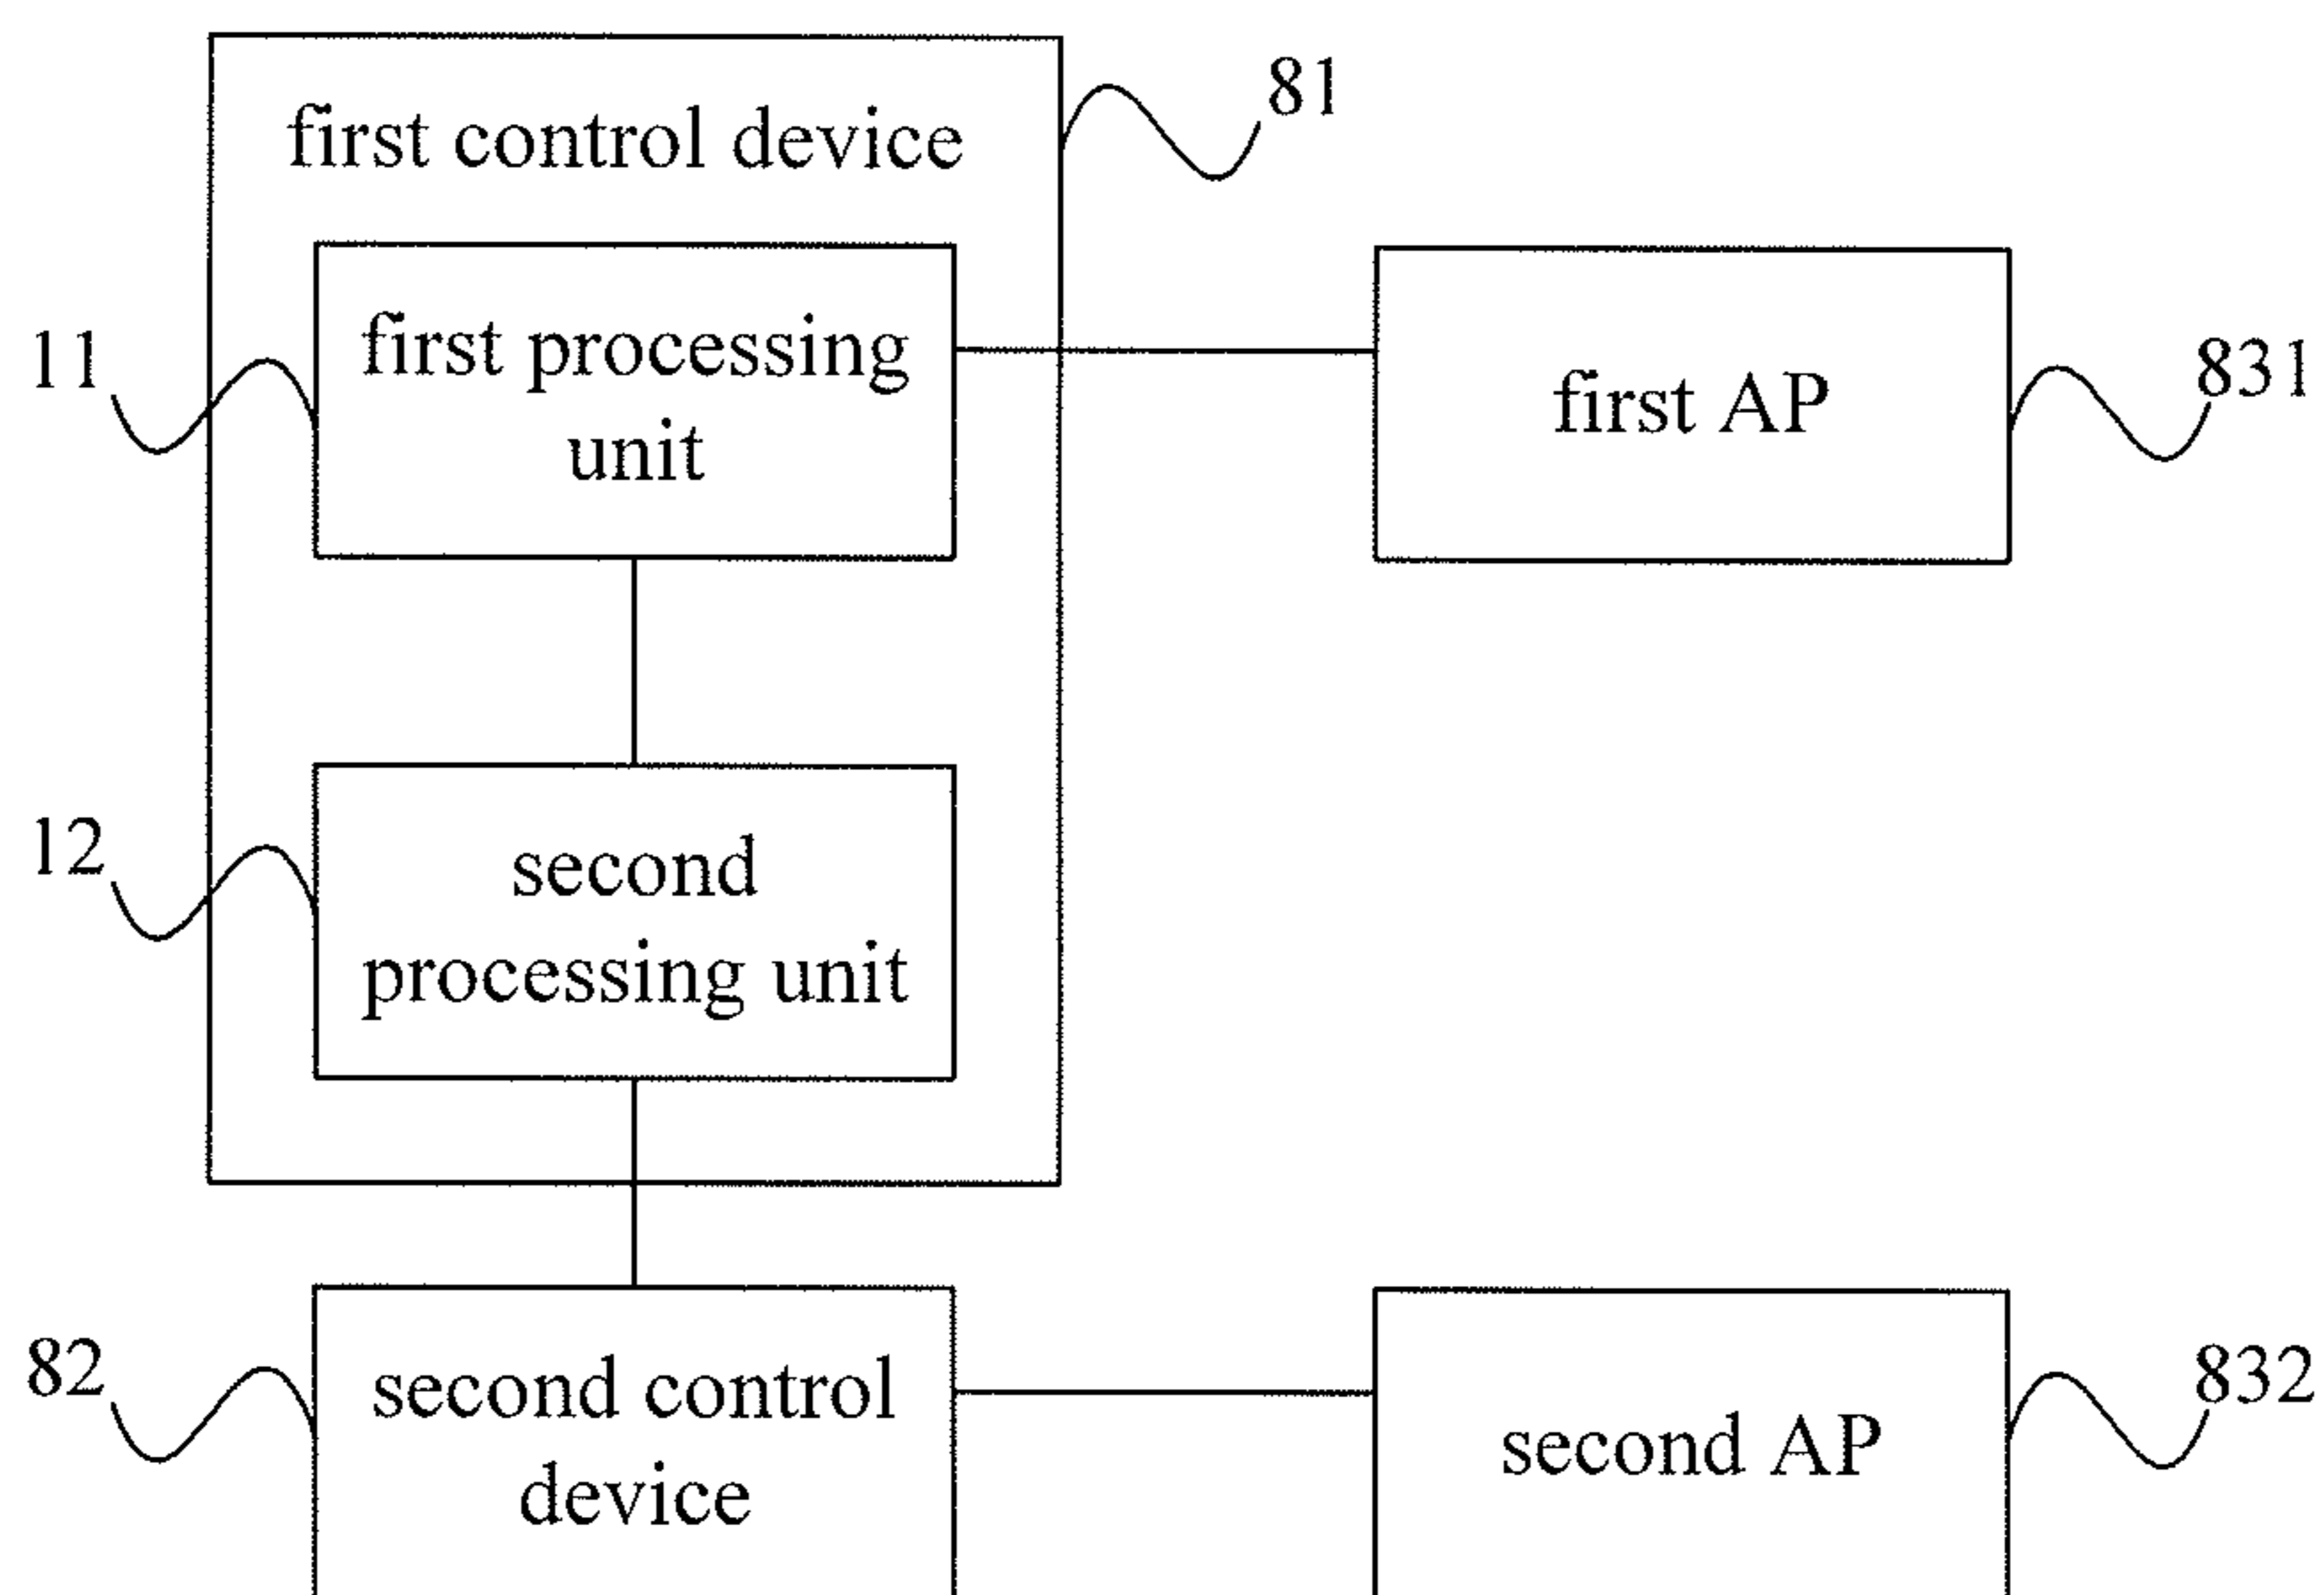 first control device
81
11
first processing
unit
first AP
831
12
second
processing unit
82
second control
device
second AP
832